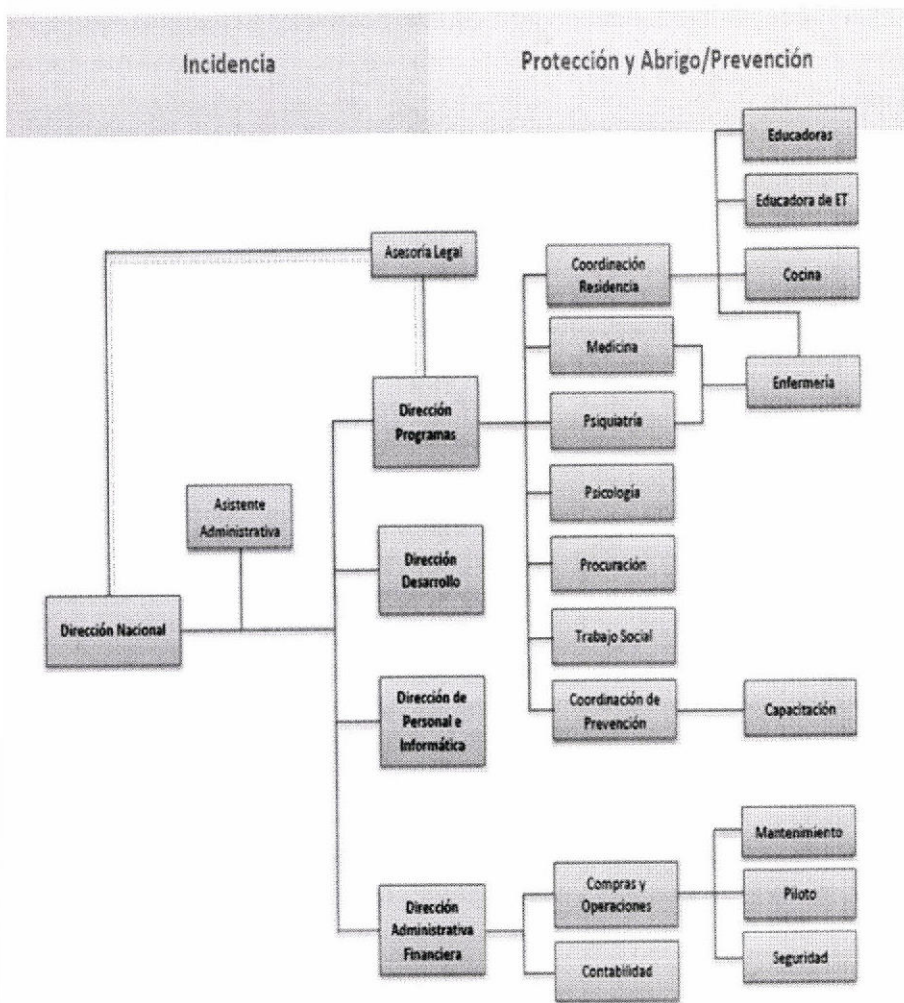 Incidencia
Protección y Abrigo/Prevención
Educadoras
Educadora de ET
Asesoría Legal
Coordinación
Residencia
Cocina
Medicina
Enfermería
Dirección
Programas
Psiquiatría
Psicología
Asistente
Administrativa
Dirección
Desarrollo
Procuración
Dirección Nacional
Trabajo Social
Dirección de
Personal e
Informática
Coordinación de
Prevención
Capacitación
Mantenimiento
Dirección
Administrativa
Financiera
Compras y
Operaciones
Piloto
Contabilidad
Seguridad